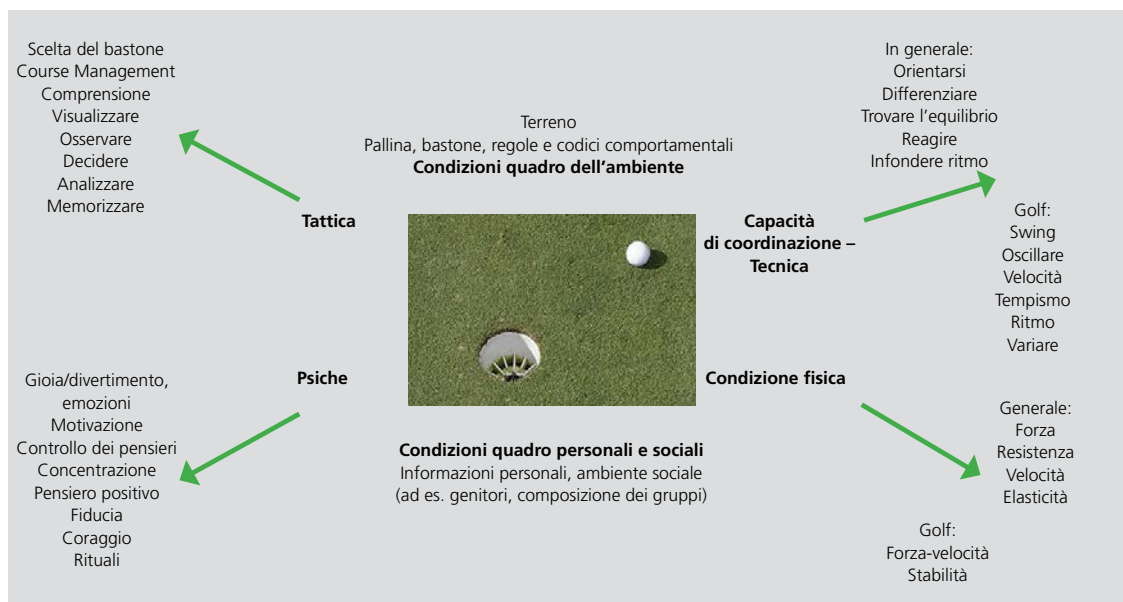 Scelta del bastone
Course Management
Comprensione
Visualizzare
Osservare
Decidere
Analizzare
Memorizzare
Tattica
Terreno
Pallina, bastone, regole e codici comportamentali
Condizioni quadro dell’ambiente
In generale:
Orientarsi
Differenziare
Trovare l’equilibrio
Reagire
Infondere ritmo
Capacità
di coordinazione –
Tecnica
Golf:
Swing
Oscillare
Velocità
Tempismo
Ritmo
Variare
Gioia/divertimento,
emozioni
Motivazione
Controllo dei pensieri
Concentrazione
Pensiero positivo
Fiducia
Coraggio
Rituali
Psiche
Condizioni quadro personali e sociali
Informazioni personali, ambiente sociale
(ad es. genitori, composizione dei gruppi)
Condizione fisica
Generale:
Forza
Resistenza
Velocità
Elasticità
Golf:
Forza-velocità
Stabilità